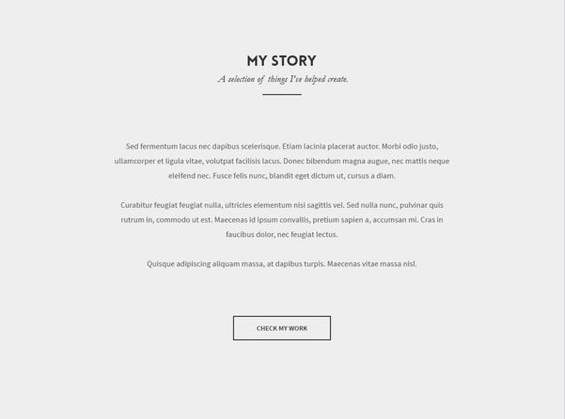 MY STORY
A selection of things I've helped create.
Sed fermentum lacus nec dapibus scelerisque. Etiam lacinia placerat auctor. Morbi odio justo,
ullamcorper et ligula vitae, volutpat facilisis lacus. Donec bibendum magna augue, nec mattis neque
eleifend nec. Fusce felis nunc, blandit eget dictum ut, cursus a diam.
Curabitur feugiat feugiat nulla, ultricies elementum nisi sagittis vel. Sed nulla nunc, pulvinar quis
rutrum in, commodo ut est. Maecenas id ipsum convallis, pretium sapien a, accumsan mi. Cras in
faucibus dolor, nec feugiat lectus.
Quisque adipiscing aliquam massa, at dapibus turpis. Maecenas vitae massa nisl.
CHECK MY WORK